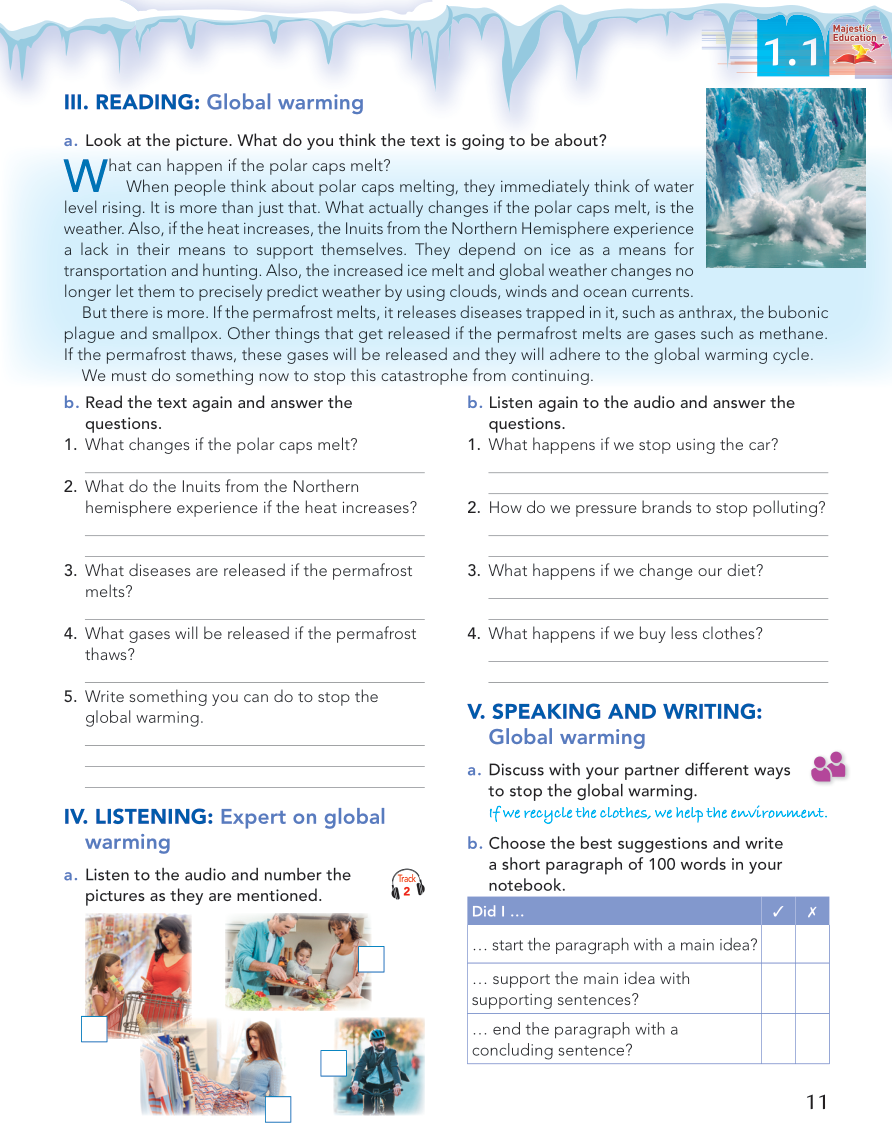 1.1
Majestic
Education
III. READING: Global warming
a. Look at the picture. What do you think the text is going to be about?
What can happen if the polar caps melt?
When people think about polar caps melting, they immediately think of water
level rising. It is more than just that. What actually changes if the polar caps melt, is the
weather. Also, if the heat increases, the Inuits from the Northern Hemisphere experience
a lack in their means to support themselves. They depend on ice as a means for
transportation and hunting. Also, the increased ice melt and global weather changes no
longer let them to precisely predict weather by using clouds, winds and ocean currents.
But there is more. If the permafrost melts, it releases diseases trapped in it, such as anthrax, the bubonic
plague and smallpox. Other things that get released if the permafrost melts are gases such as methane.
If the permafrost thaws, these gases will be released and they will adhere to the global warming cycle.
We must do something now to stop this catastrophe from continuing.
b. Read the text again and answer the
questions.
1. What changes if the polar caps melt?
2. What do the Inuits from the Northern
hemisphere experience if the heat increases?
3. What diseases are released if the permafrost
melts?
4. What gases will be released if the permafrost
thaws?
5. Write something you can do to stop the
global warming.
IV. LISTENING: Expert on global
warming
a. Listen to the audio and number the
pictures as they are mentioned.
Track
2
b. Listen again to the audio and answer the
questions.
1. What happens if we stop using the car?
2. How do we pressure brands to stop polluting?
3. What happens if we change our diet?
4. What happens if we buy less clothes?
V. SPEAKING AND WRITING:
Global warming
a. Discuss with your partner different ways
to stop the global warming.
If we recycle the clothes, we help the environment.
b. Choose the best suggestions and write
a short paragraph of 100 words in your
notebook.
Did I ... ✓ ✗
... start the paragraph with a main idea?
... support the main idea with
supporting sentences?
... end the paragraph with a
concluding sentence?
11